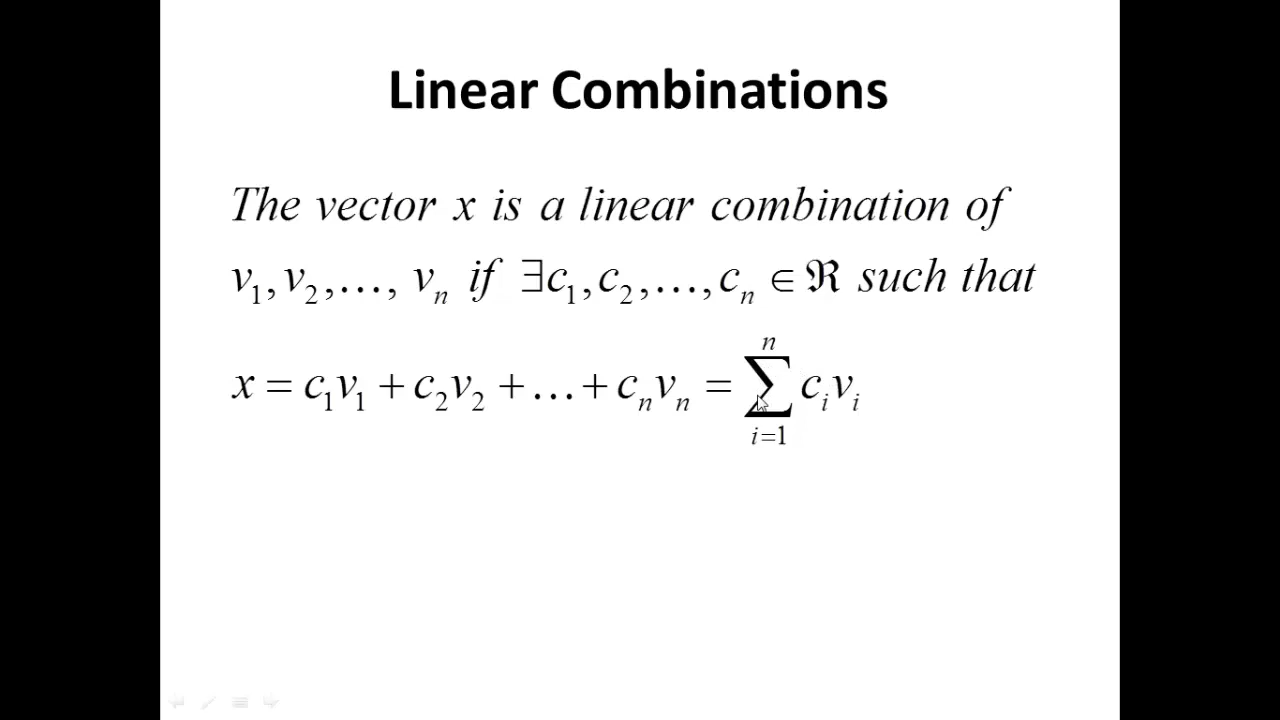 Linear Combinations
The vector x is a linear combination of
v₁, v₂, ..., vₙ if ∃c₁, c₂, ..., cₙ ∈ ℜ such that
x = c₁v₁ + c₂v₂ + ... + cₙvₙ = ∑ᵢ₌₁ⁿ cᵢvᵢ